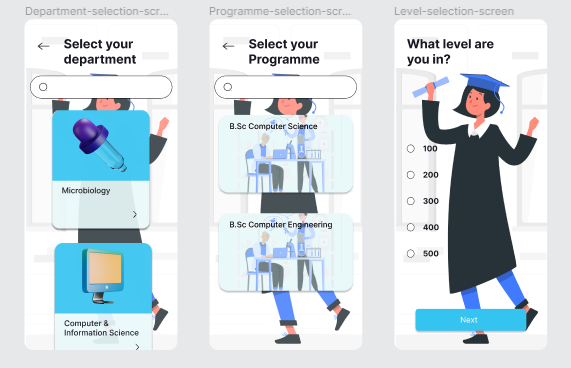 Department-selection-scr...
Programme-selection-scr...
Level-selection-screen
Select your
department
Microbiology
Computer &
Information Science
Select your
Programme
B.Sc Computer Science
B.Sc Computer Engineering
What level are
you in?
100
200
300
400
500
Next